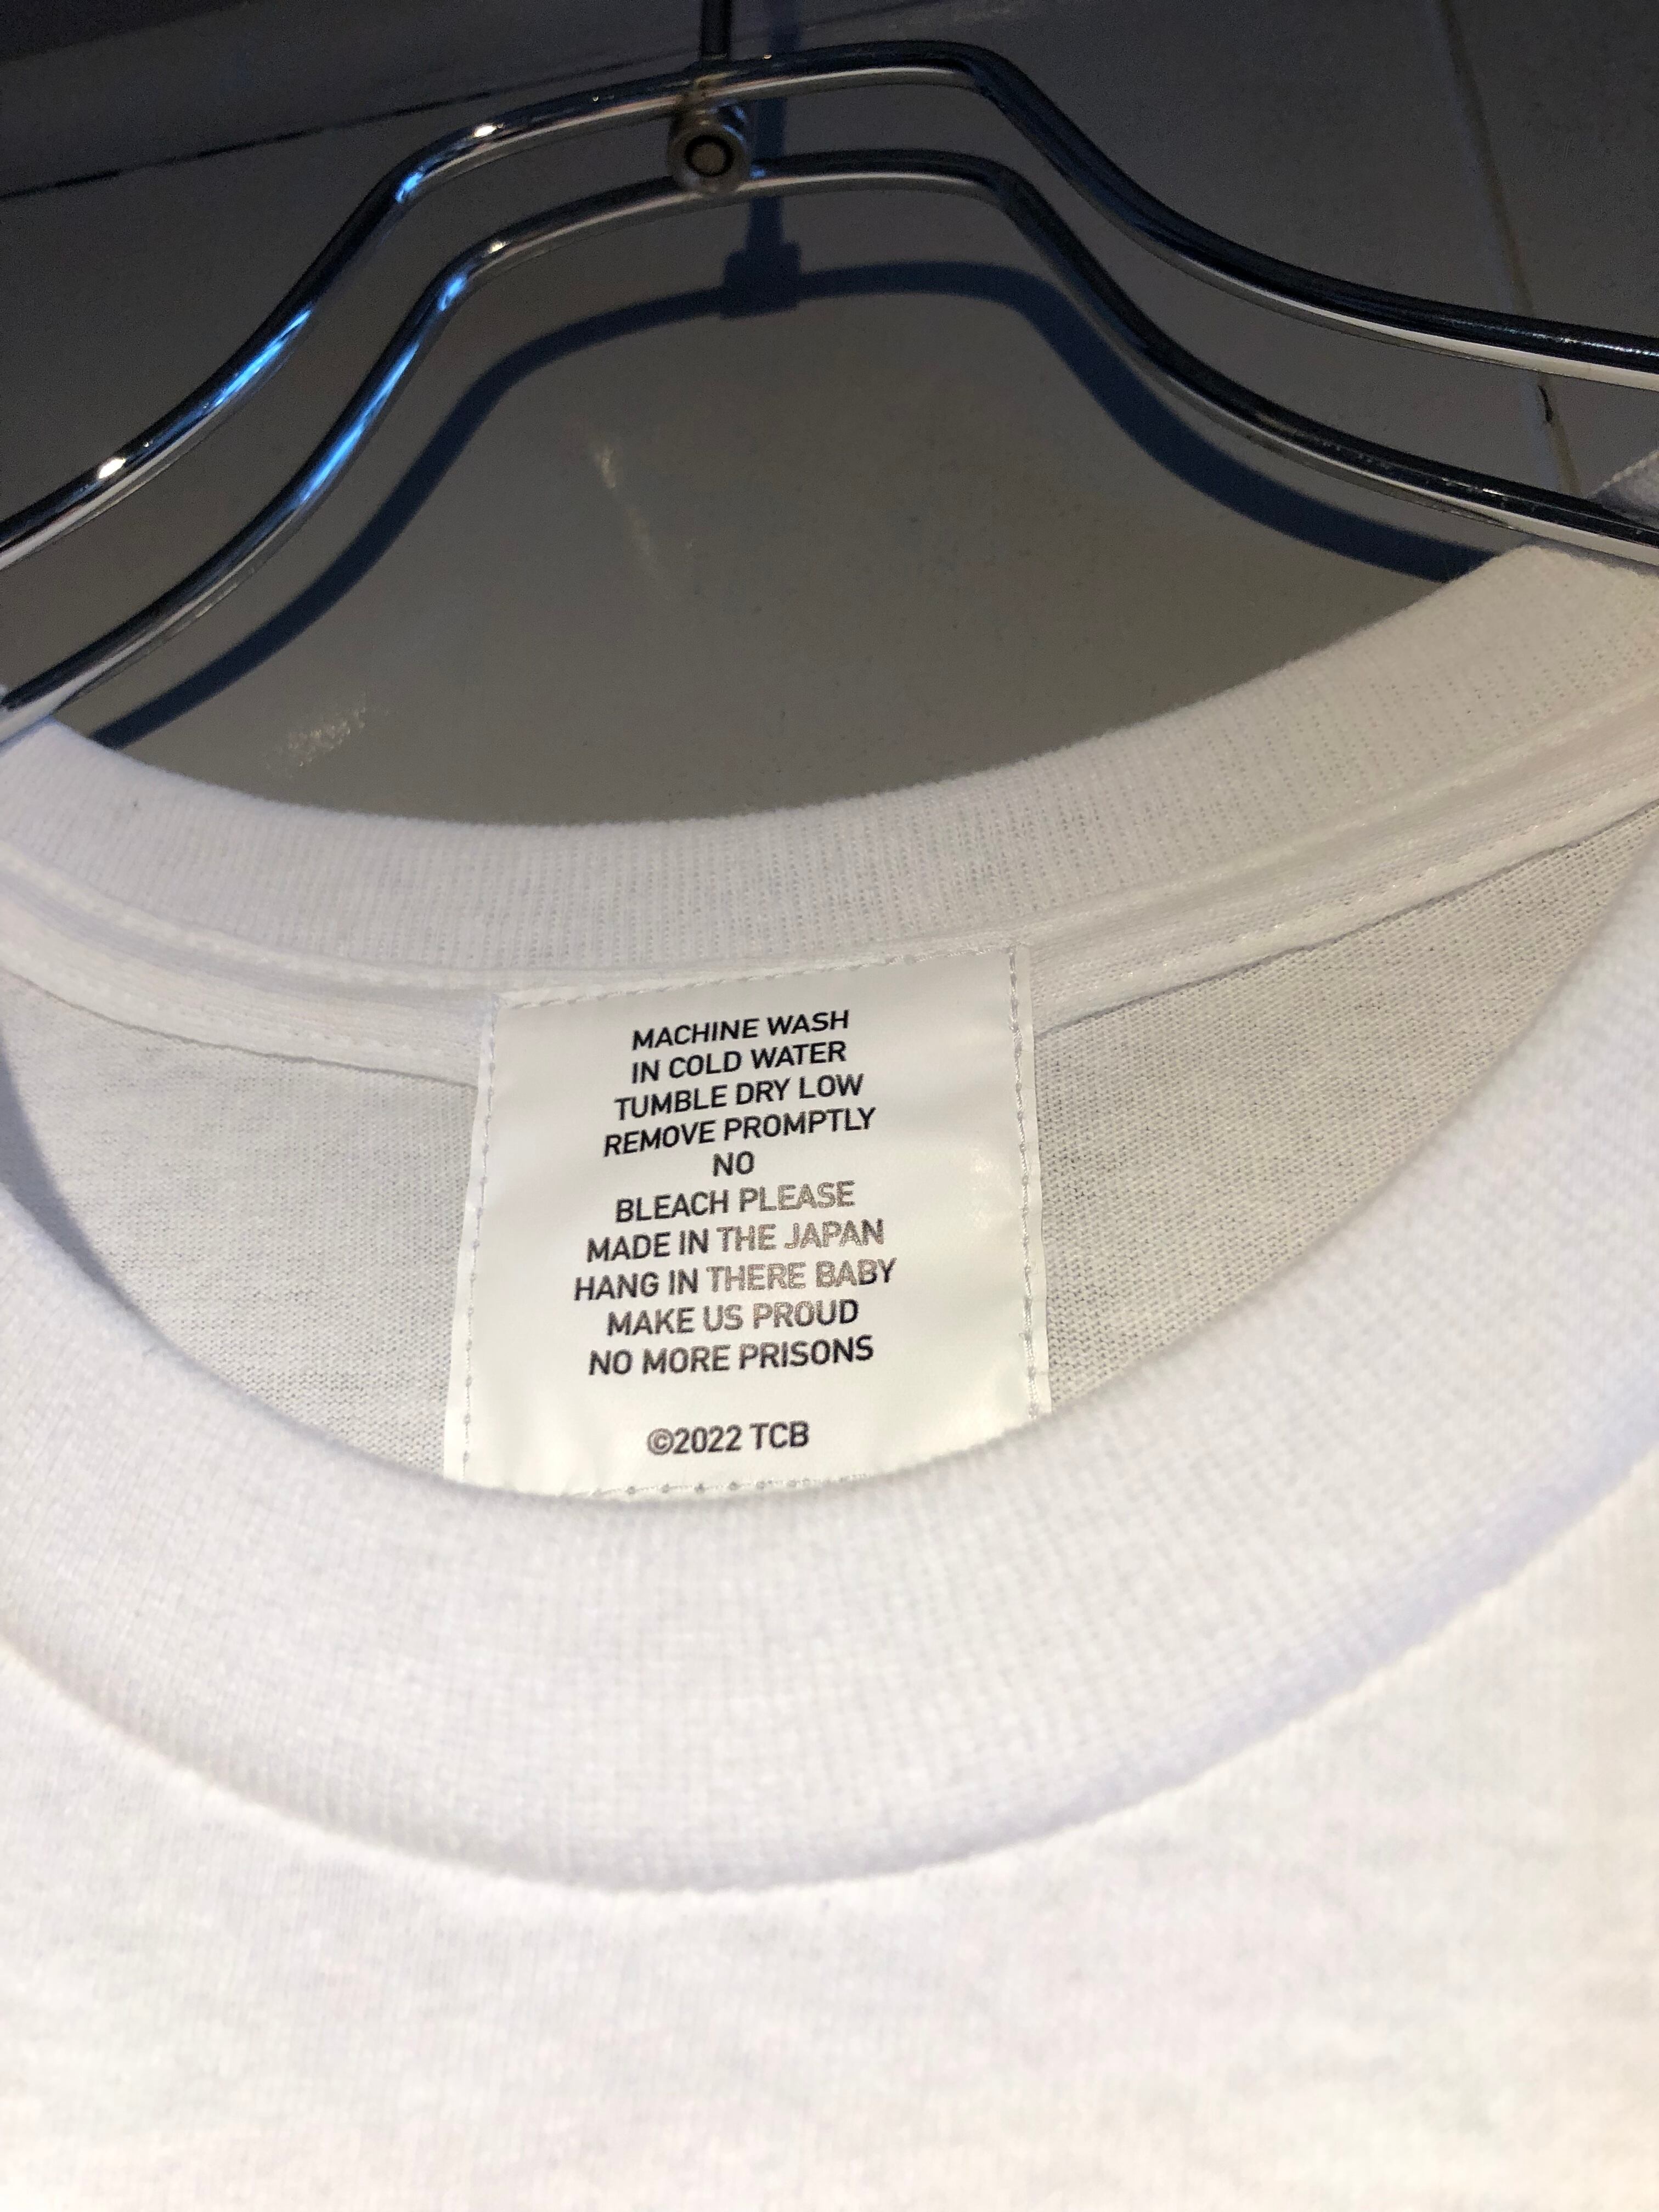 MACHINE WASH
IN COLD WATER
TUMBLE DRY LOW
REMOVE PROMPTLY
NO
BLEACH PLEASE
MADE IN THE JAPAN
HANG IN THERE BABY
MAKE US PROUD
NO MORE PRISONS
©2022 TCB